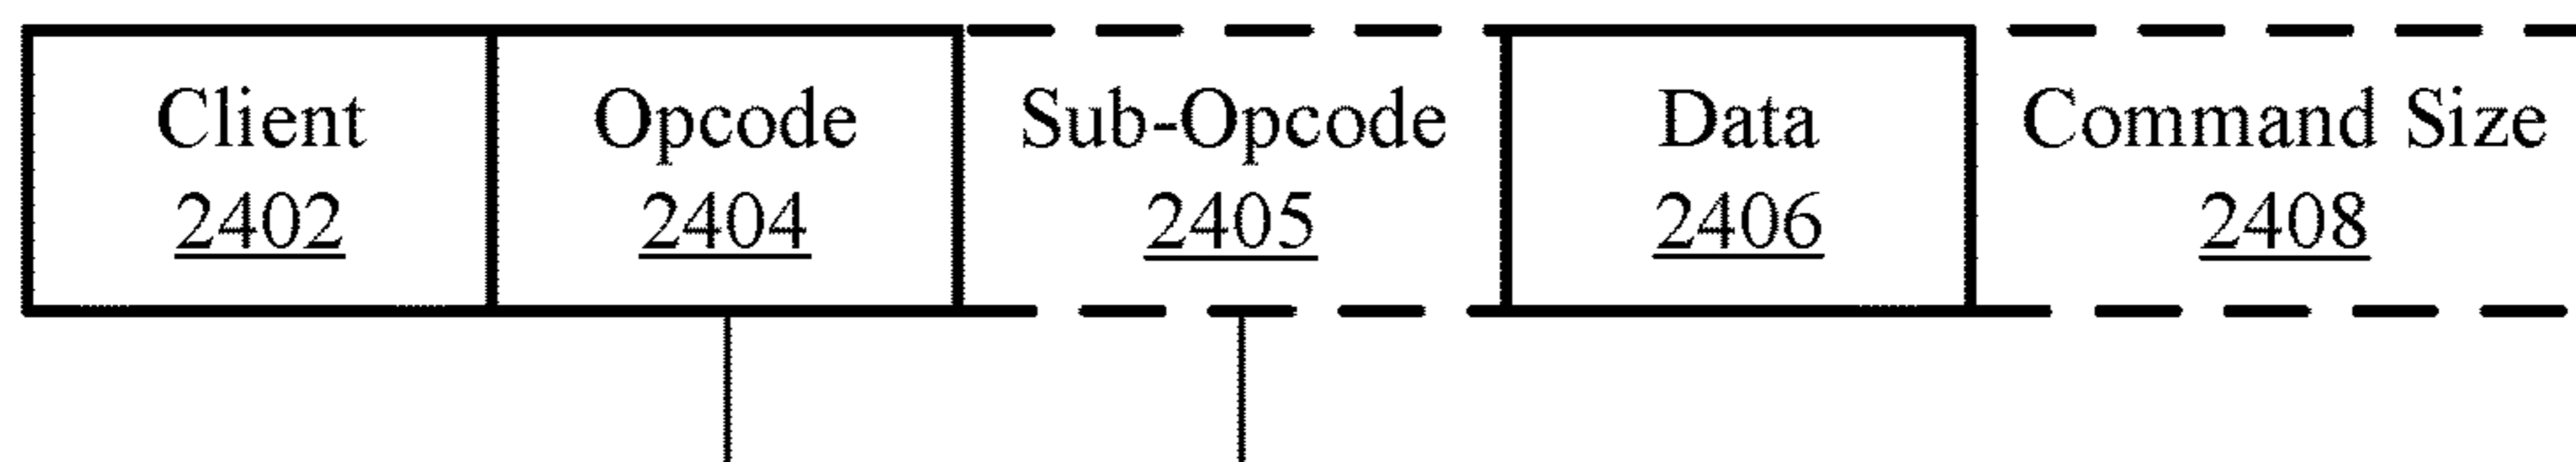 Client Opcode Sub-Opcode Data Command Size
2402 2404 2405 2406 2408